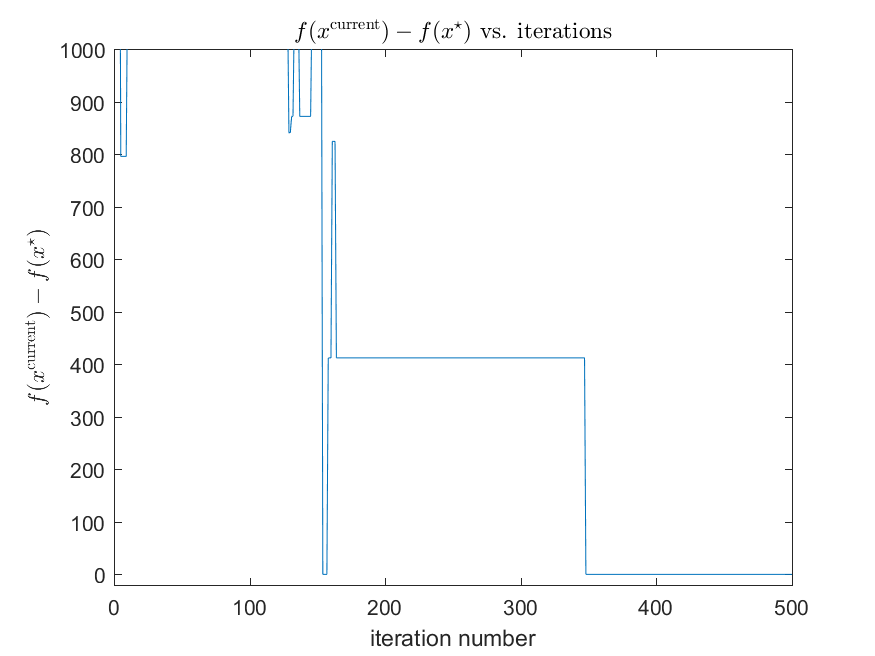 f(x^current) − f(x^⋆) vs. iterations
1000
900
800
700
600
500
400
300
200
100
0
f(x^current) − f(x^⋆)
0 100 200 300 400 500
iteration number